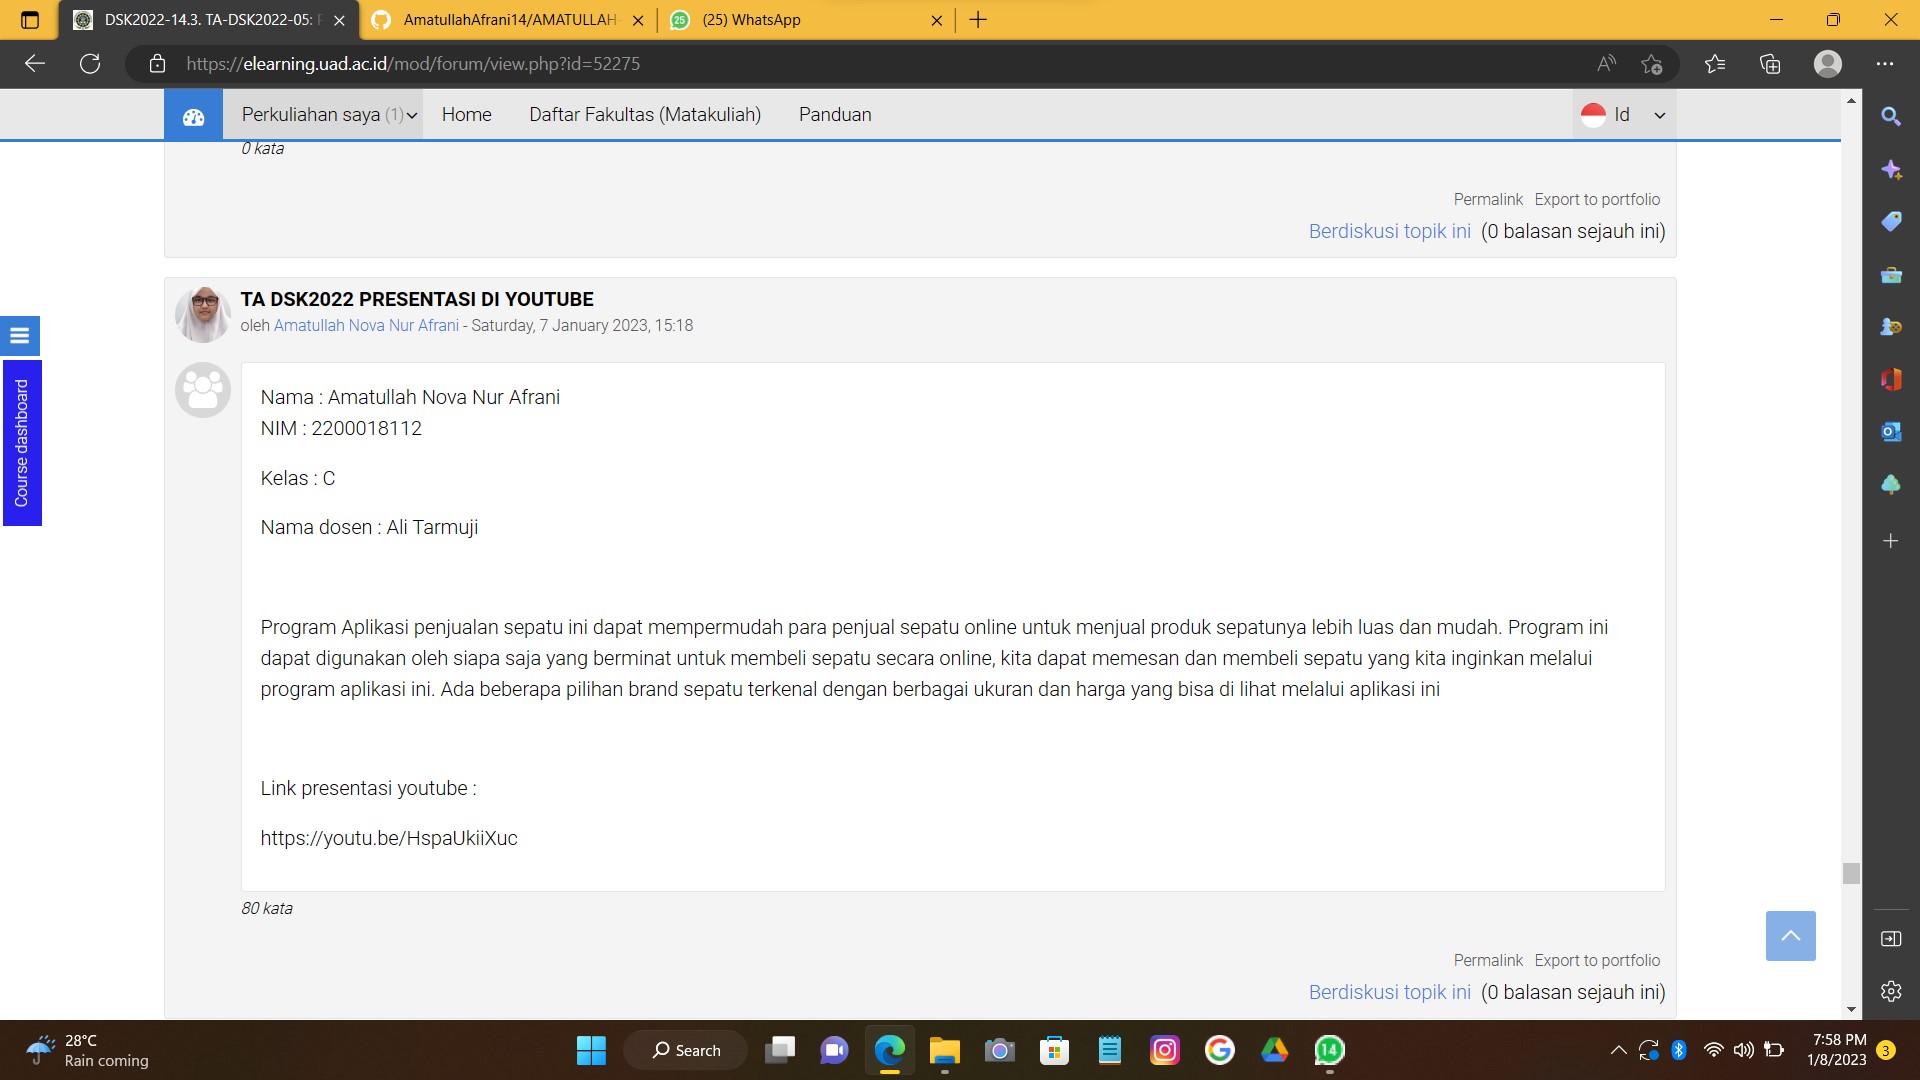 DSK2022-14.3. TA-DSK2022-05:
AmatullahAfrani14/AMATULLAH-
(25) WhatsApp
https://elearning.uad.ac.id/mod/forum/view.php?id=52275
Perkuliahan saya (1)
Home
Daftar Fakultas (Matakuliah)
Panduan
Id
0 kata
Permalink Export to portfolio
Berdiskusi topik ini (0 balasan sejauh ini)
TA DSK2022 PRESENTASI DI YOUTUBE
oleh Amatullah Nova Nur Afrani - Saturday, 7 January 2023, 15:18
Course dashboard
Nama : Amatullah Nova Nur Afrani
NIM : 2200018112
Kelas : C
Nama dosen : Ali Tarmuji
Program Aplikasi penjualan sepatu ini dapat mempermudah para penjual sepatu online untuk menjual produk sepatunya lebih luas dan mudah. Program ini
dapat digunakan oleh siapa saja yang berminat untuk membeli sepatu secara online, kita dapat memesan dan membeli sepatu yang kita inginkan melalui
program aplikasi ini. Ada beberapa pilihan brand sepatu terkenal dengan berbagai ukuran dan harga yang bisa di lihat melalui aplikasi ini
Link presentasi youtube :
https://youtu.be/HspaUkiiXuc
80 kata
Permalink Export to portfolio
Berdiskusi topik ini (0 balasan sejauh ini)
28°C
Rain coming
Search
14
7:58 PM
1/8/2023
3